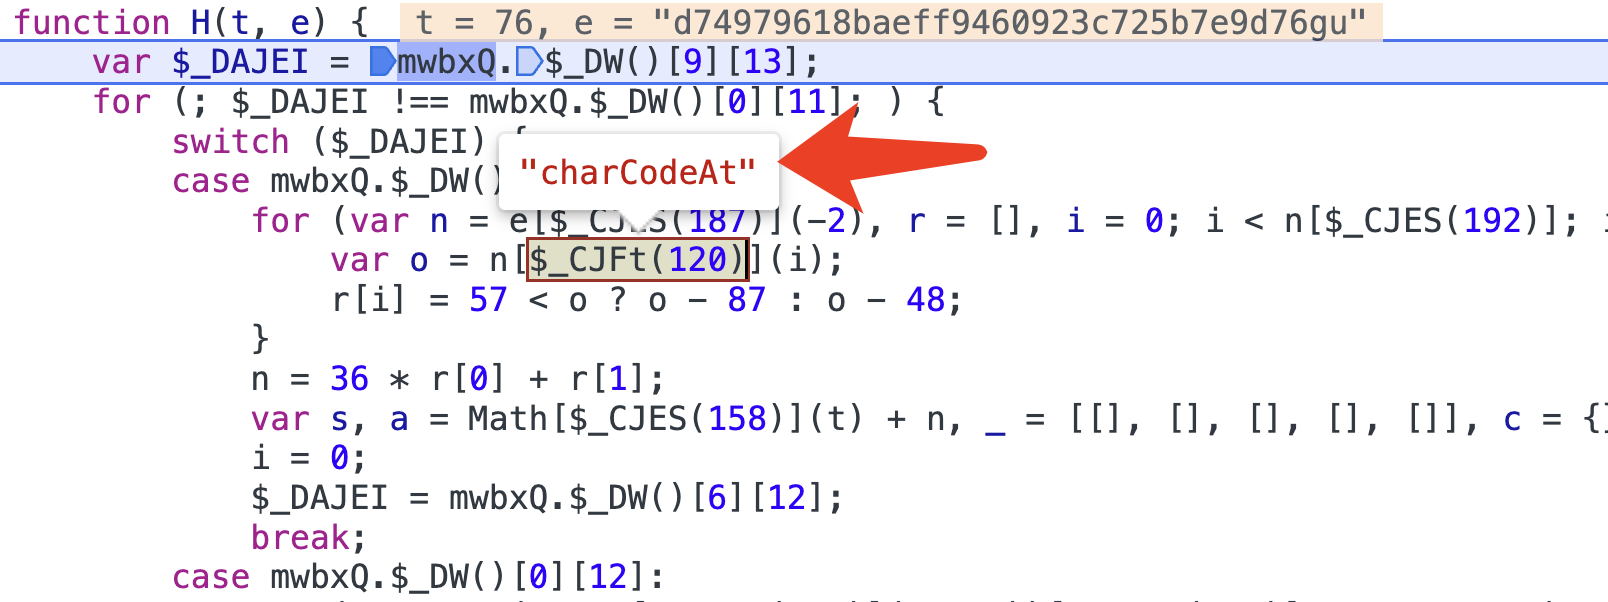 function H(t, e) { t = 76, e = "d74979618baeff9460923c725b7e9d76gu"
var $_DAJEI = mwbxQ.$_DW()[9][13];
for (; $_DAJEI !== mwbxQ.$_DW()[0][11]; ) {
switch ($_DAJEI) {
case mwbxQ.$_DW()
"charCodeAt"
for (var n = e[$_CJES(187)](-2), r = [], i = 0; i < n[$_CJES(192)];
var o = n[$_CJFt(120)](i);
r[i] = 57 < o ? o - 87 : o - 48;
}
n = 36 * r[0] + r[1];
var s, a = Math[$_CJES(158)](t) + n, _ = [[], [], [], [], []], c = {}
i = 0;
$_DAJEI = mwbxQ.$_DW()[6][12];
break;
case mwbxQ.$_DW()[0][12]: